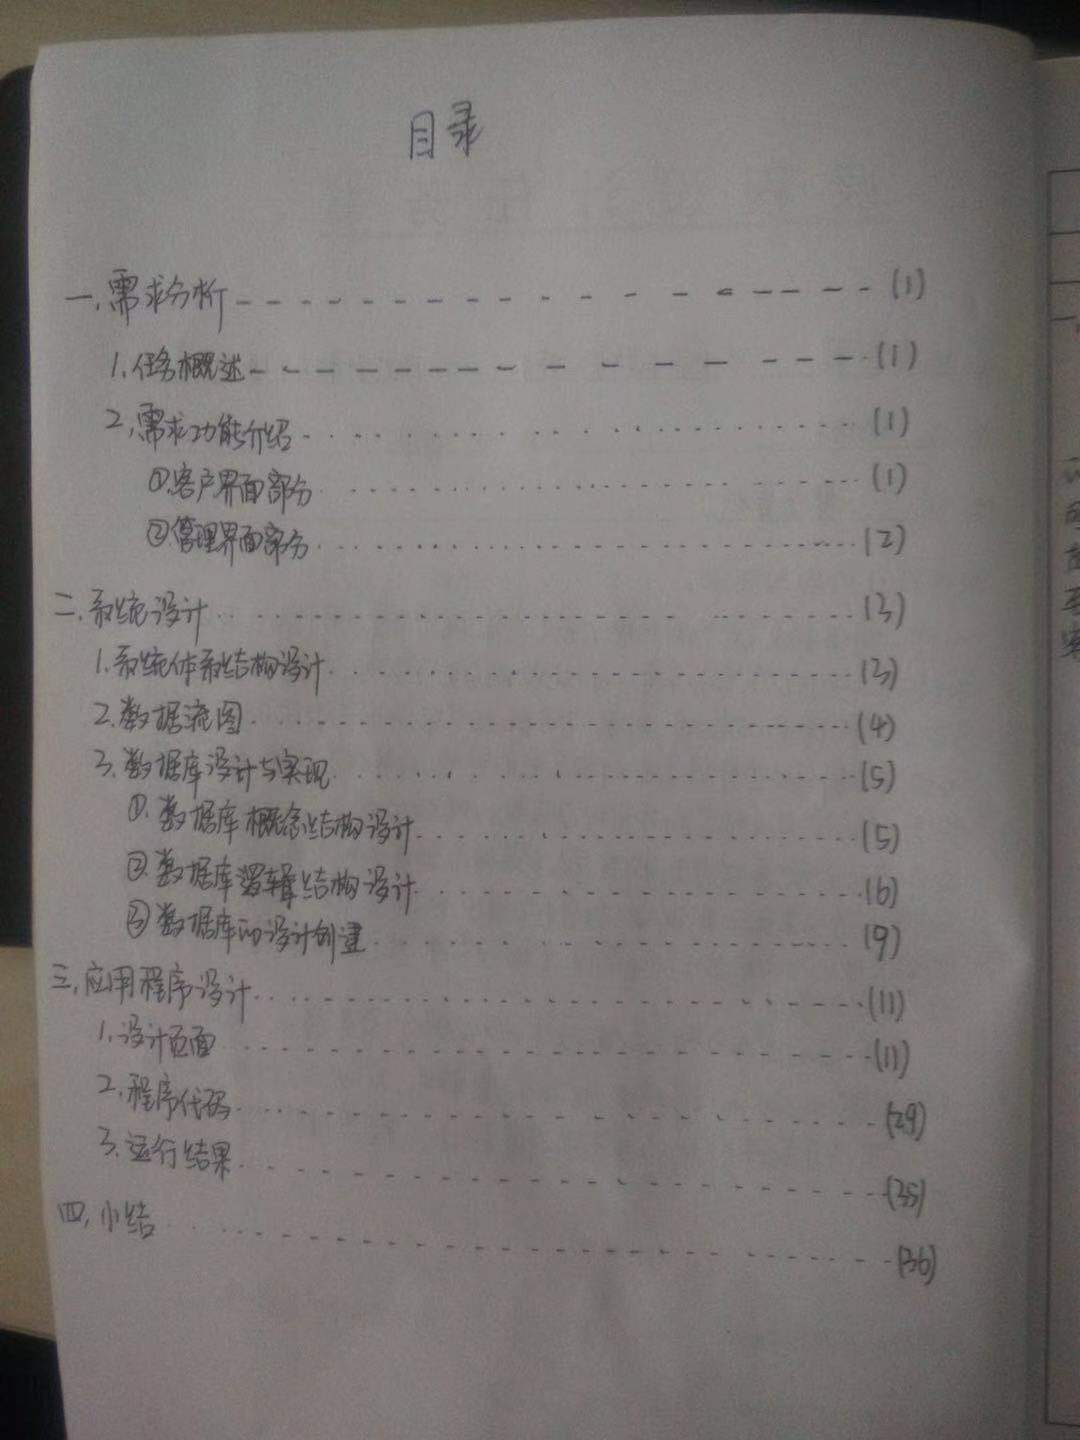 目录
一、需求分析 (1)
1.任务概述 (1)
2.需求功能介绍 (1)
①客户界面部分 (1)
②管理界面部分 (2)
二、系统设计 (3)
1.系统体系结构设计 (3)
2.数据流图 (4)
3.数据库设计与实现 (5)
①数据库概念结构设计 (5)
②数据库逻辑结构设计 (6)
③数据库的设计创建 (9)
三、应用程序设计 (11)
1.设计页面 (11)
2.程序代码 (29)
3.运行结果 (35)
四、小结 (36)